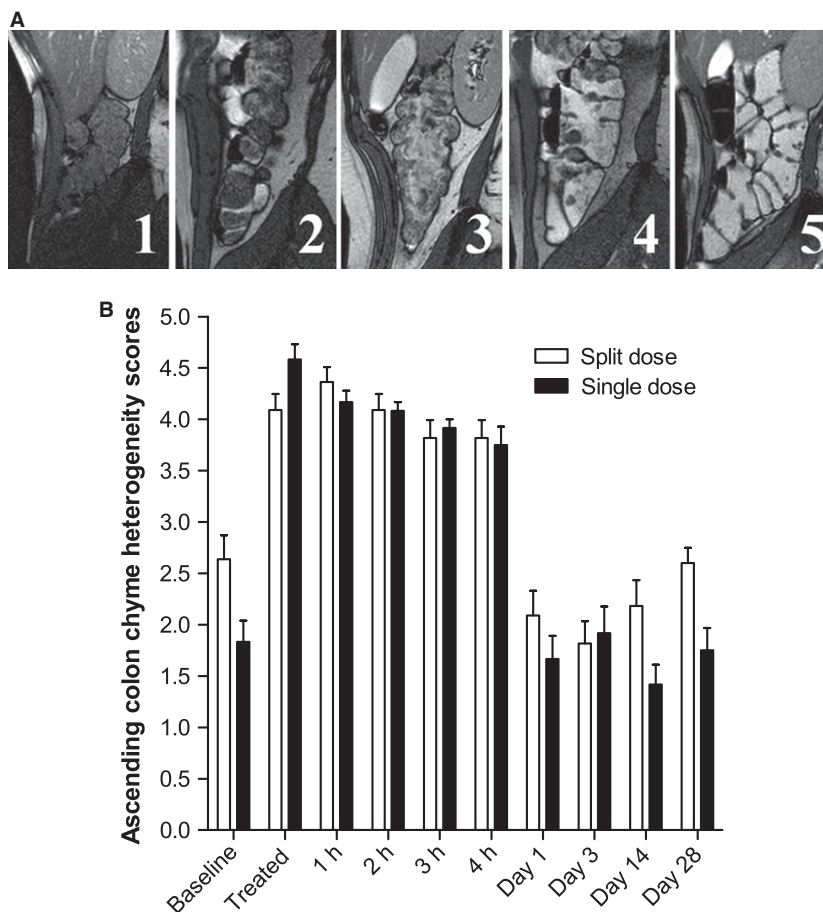 A
1 2 3 4 5
B
Ascending colon chyme heterogeneity scores
5.0
4.5
4.0
3.5
3.0
2.5
2.0
1.5
1.0
0.5
0.0
Split dose
Single dose
Baseline
Treated
1 h
2 h
3 h
4 h
Day 1
Day 3
Day 14
Day 28